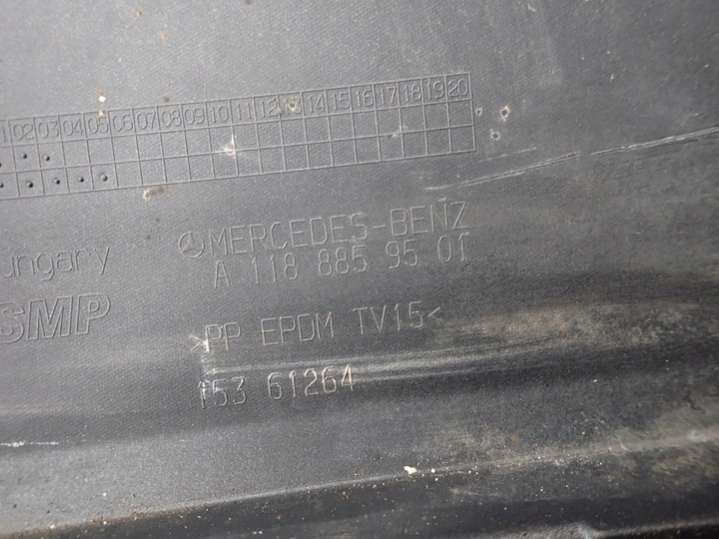 1 02 03 04 05 06 07 08 09 10 11 12 13 14 15 16 17 18 19 20
MERCEDES-BENZ
A 118 885 95 01
ungary
SMP
>PP EPDM TV15<
153 61264